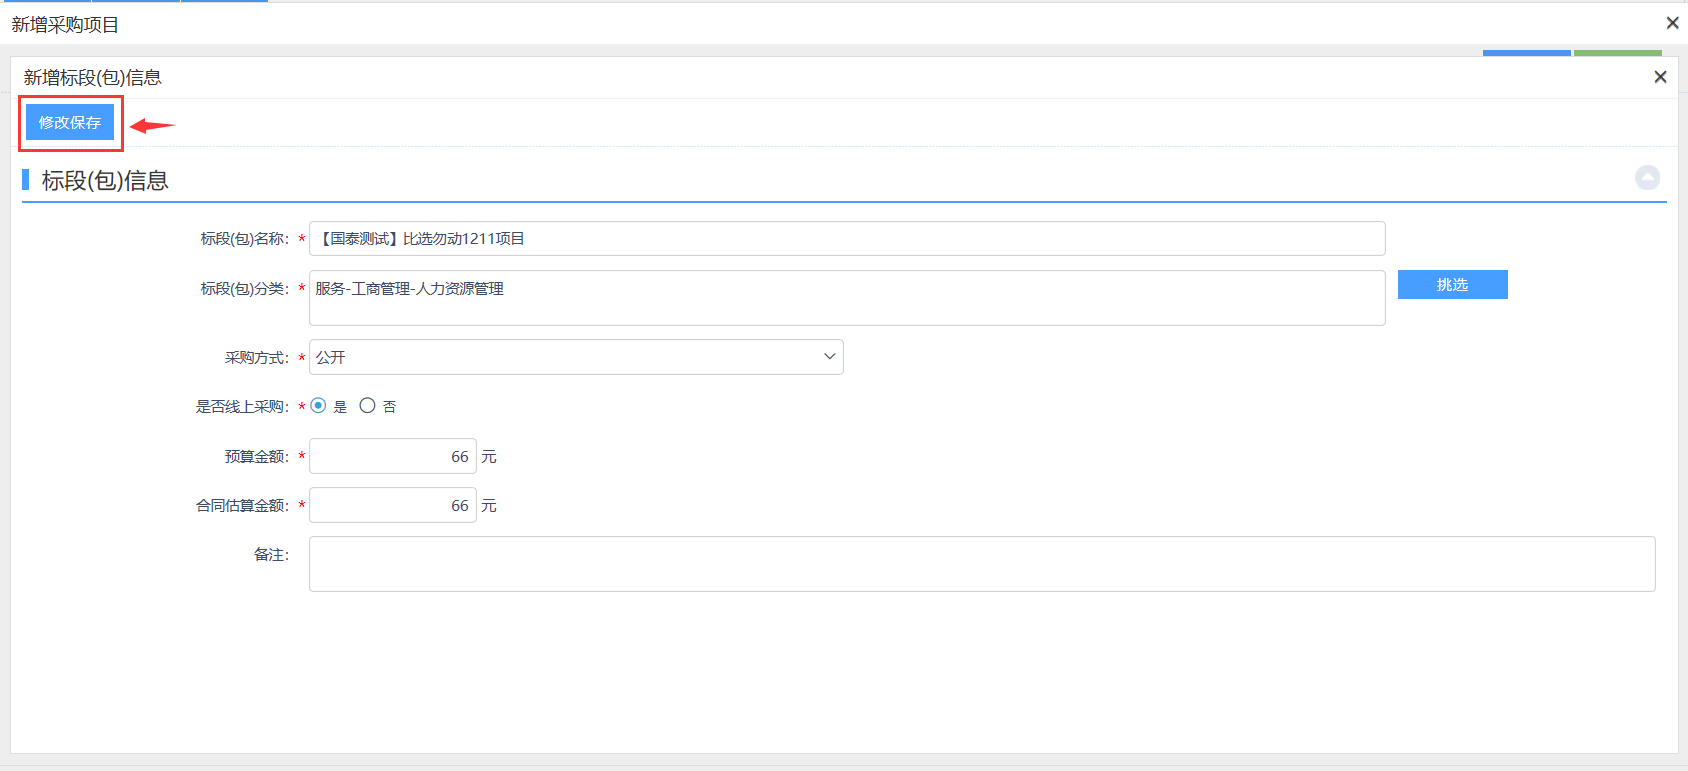 新增采购项目
新增标段(包)信息
修改保存
标段(包)信息
标段(包)名称：* 【国泰测试】比选勿动1211项目
标段(包)分类：* 服务-工商管理-人力资源管理 挑选
采购方式：* 公开
是否线上采购：* 是 否
预算金额：* 66 元
合同估算金额：* 66 元
备注：